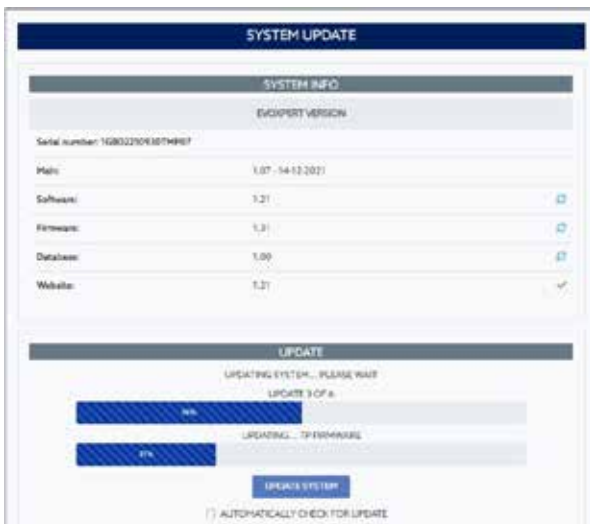 SYSTEM UPDATE
SYSTEM INFO
EVOXPERT VERSION
Serial number:
Main: 1.07 - 14-12-2021
Software: 1.21
Firmware: 1.31
Database: 1.00
Website: 1.21
UPDATE
UPDATING SYSTEM... PLEASE WAIT
UPDATE 3 OF 6
UPDATING... TP FIRMWARE
UPDATE SYSTEM
AUTOMATICALLY CHECK FOR UPDATE